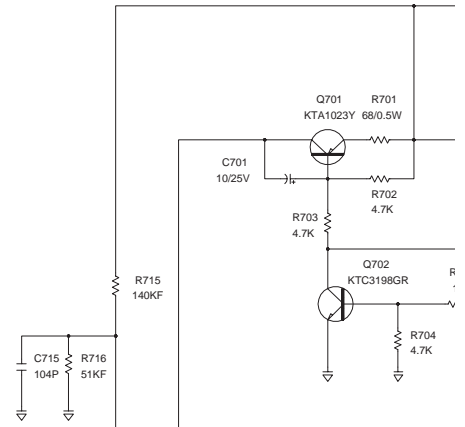 Q701
KTA1023Y
R701
68/0.5W
C701
10/25V
R702
4.7K
R703
4.7K
Q702
KTC3198GR
R715
140KF
R704
4.7K
C715
104P
R716
51KF